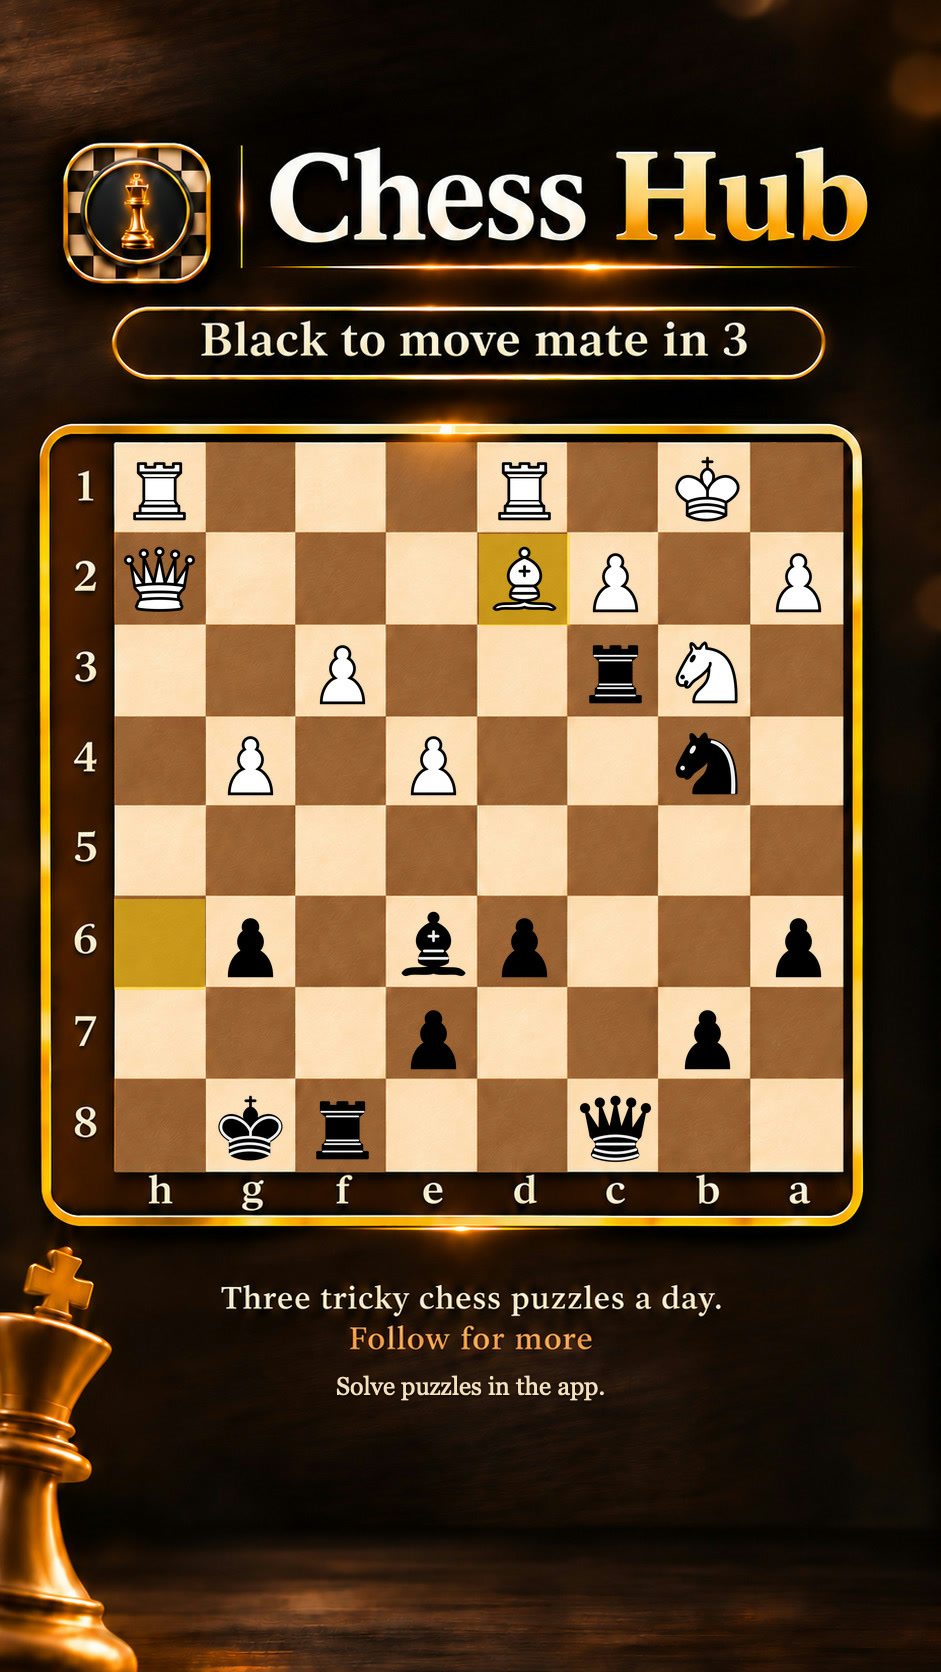 Chess Hub
Black to move mate in 3
1
2
3
4
5
6
7
8
h g f e d c b a
Three tricky chess puzzles a day.
Follow for more
Solve puzzles in the app.